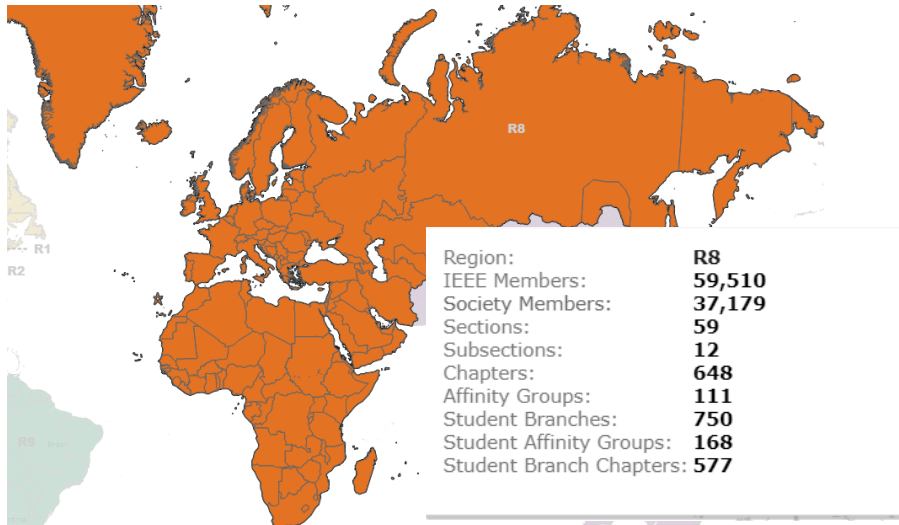 R8
R1
R2
R9
Brazil
Region: R8
IEEE Members: 59,510
Society Members: 37,179
Sections: 59
Subsections: 12
Chapters: 648
Affinity Groups: 111
Student Branches: 750
Student Affinity Groups: 168
Student Branch Chapters: 577